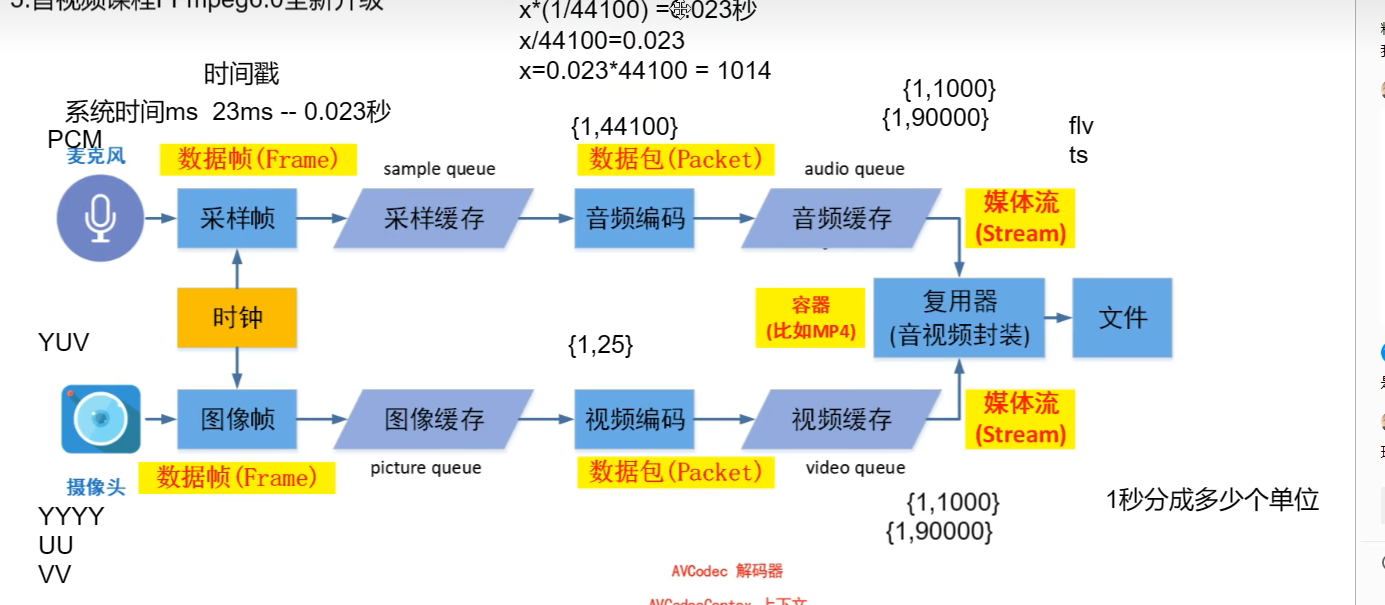 5.音视频课程FFmpeg6.0全新升级
x*(1/44100) =0.023秒
x/44100=0.023
x=0.023*44100 = 1014
时间戳
系统时间ms 23ms -- 0.023秒
{1,1000}
{1,90000}
{1,44100}
flv
ts
PCM
麦克风
数据帧(Frame)
sample queue
数据包(Packet)
audio queue
采样帧
采样缓存
音频编码
音频缓存
媒体流
(Stream)
时钟
容器
(比如MP4)
复用器
(音视频封装)
文件
YUV
{1,25}
图像帧
图像缓存
视频编码
视频缓存
媒体流
(Stream)
摄像头
数据帧(Frame)
picture queue
数据包(Packet)
video queue
{1,1000}
{1,90000}
1秒分成多少个单位
YYYY
UU
VV
AVCodec 解码器